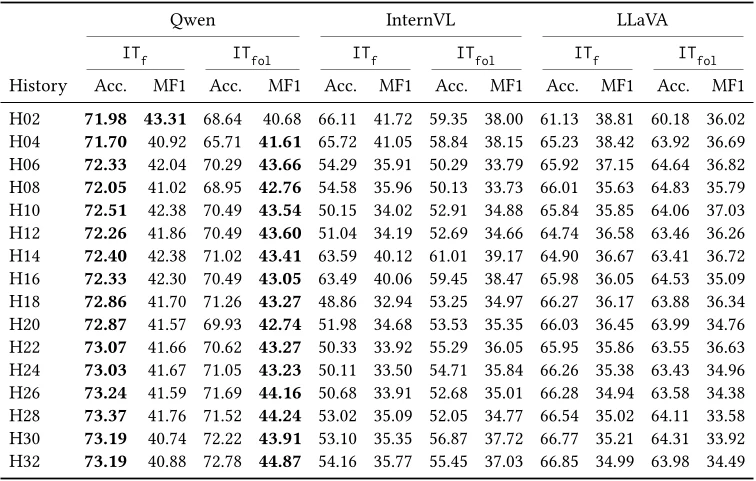 Qwen InternVL LLaVA
IT_f IT_fol IT_f IT_fol IT_f IT_fol
History Acc. MF1 Acc. MF1 Acc. MF1 Acc. MF1 Acc. MF1 Acc. MF1
H02 71.98 43.31 68.64 40.68 66.11 41.72 59.35 38.00 61.13 38.81 60.18 36.02
H04 71.70 40.92 65.71 41.61 65.72 41.05 58.84 38.15 65.23 38.42 63.92 36.69
H06 72.33 42.04 70.29 43.66 54.29 35.91 50.29 33.79 65.92 37.15 64.64 36.82
H08 72.05 41.02 68.95 42.76 54.58 35.96 50.13 33.73 66.01 35.63 64.83 35.79
H10 72.51 42.38 70.49 43.54 50.15 34.02 52.91 34.88 65.84 35.85 64.06 37.03
H12 72.26 41.86 70.49 43.60 51.04 34.19 52.69 34.66 64.74 36.58 63.46 36.26
H14 72.40 42.38 71.02 43.41 63.59 40.12 61.01 39.17 64.90 36.67 63.41 36.72
H16 72.33 42.30 70.49 43.05 63.49 40.06 59.45 38.47 65.98 36.05 64.53 35.09
H18 72.86 41.70 71.26 43.27 48.86 32.94 53.25 34.97 66.27 36.17 63.88 36.34
H20 72.87 41.57 69.93 42.74 51.98 34.68 53.53 35.35 66.03 36.45 63.99 34.76
H22 73.07 41.66 70.62 43.27 50.33 33.92 55.29 36.05 65.95 35.86 63.55 36.63
H24 73.03 41.67 71.05 43.23 50.11 33.50 54.71 35.84 66.26 35.38 63.43 34.96
H26 73.24 41.59 71.69 44.16 50.68 33.91 52.68 35.01 66.28 34.94 63.58 34.38
H28 73.37 41.76 71.52 44.24 53.02 35.09 52.05 34.77 66.54 35.02 64.11 33.58
H30 73.19 40.74 72.22 43.91 53.10 35.35 56.87 37.72 66.77 35.21 64.31 33.92
H32 73.19 40.88 72.78 44.87 54.16 35.77 55.45 37.03 66.85 34.99 63.98 34.49